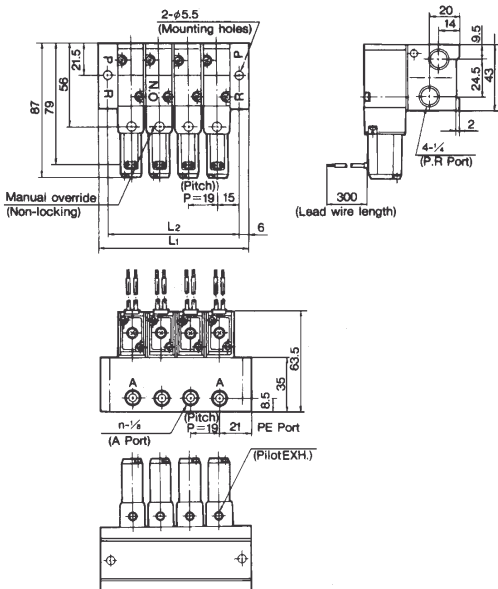 2-φ5.5
(Mounting holes)
21.5
56
79
87
P
R
N.O
P
R
Manual override
(Non-locking)
(Pitch)
P=19
15
L2
L1
6
20
14
9.5
24.5
43
2
4-1/4
(P.R Port)
300
(Lead wire length)
A
A
n-1/8
(A Port)
(Pitch)
P=19
21
8.5
35
63.5
PE Port
(Pilot EXH.)